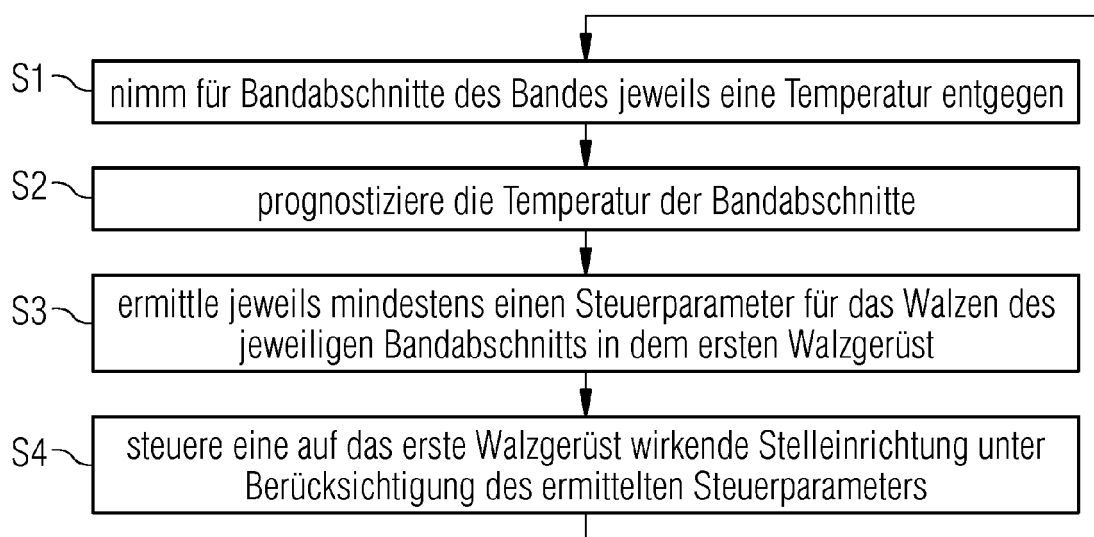 S1
nimm für Bandabschnitte des Bandes jeweils eine Temperatur entgegen
S2
prognostiziere die Temperatur der Bandabschnitte
S3
ermittle jeweils mindestens einen Steuerparameter für das Walzen des
jeweiligen Bandabschnitts in dem ersten Walzgerüst
S4
steuere eine auf das erste Walzgerüst wirkende Stelleinrichtung unter
Berücksichtigung des ermittelten Steuerparameters